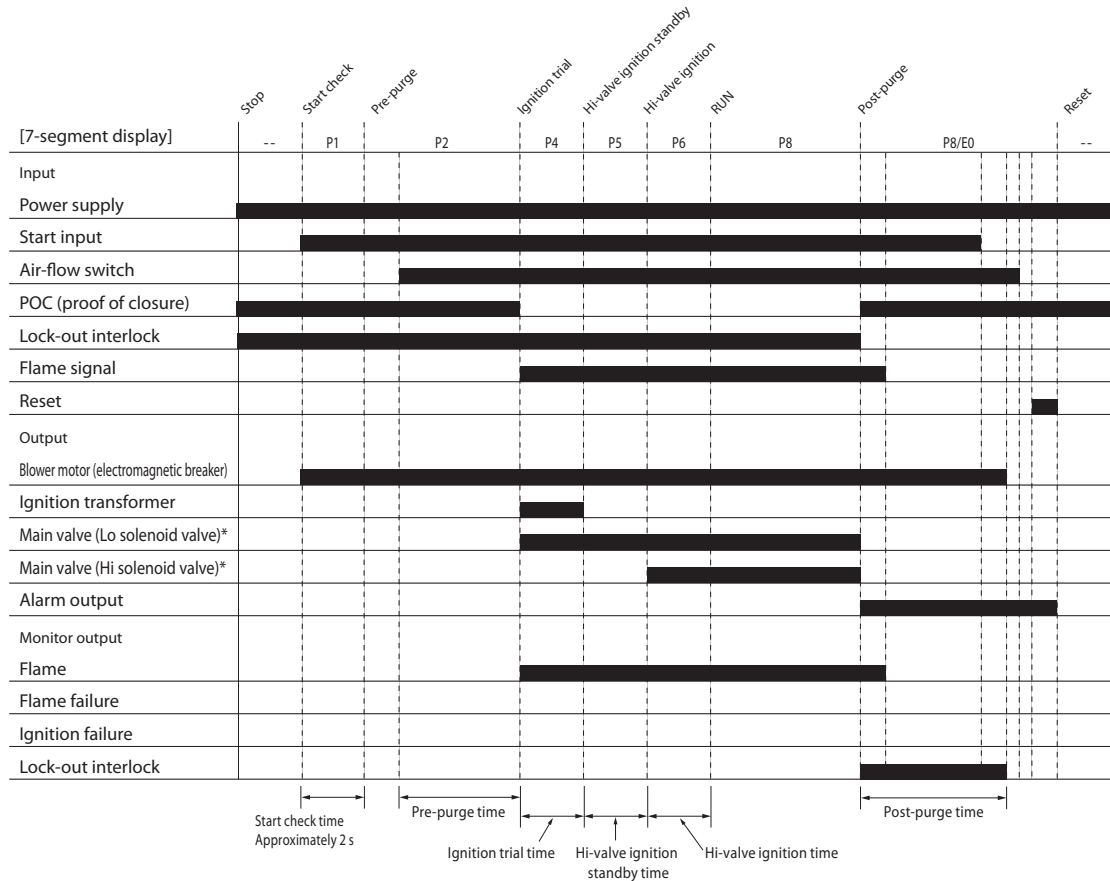 Stop
Start check
Pre-purge
Ignition trial
Hi-valve ignition standby
Hi-valve ignition
RUN
Post-purge
Reset
[7-segment display] -- P1 P2 P4 P5 P6 P8 P8/E0 --
Input
Power supply
Start input
Air-flow switch
POC (proof of closure)
Lock-out interlock
Flame signal
Reset
Output
Blower motor (electromagnetic breaker)
Ignition transformer
Main valve (Lo solenoid valve)*
Main valve (Hi solenoid valve)*
Alarm output
Monitor output
Flame
Flame failure
Ignition failure
Lock-out interlock
Start check time
Approximately 2 s
Pre-purge time
Ignition trial time
Hi-valve ignition
standby time
Hi-valve ignition time
Post-purge time